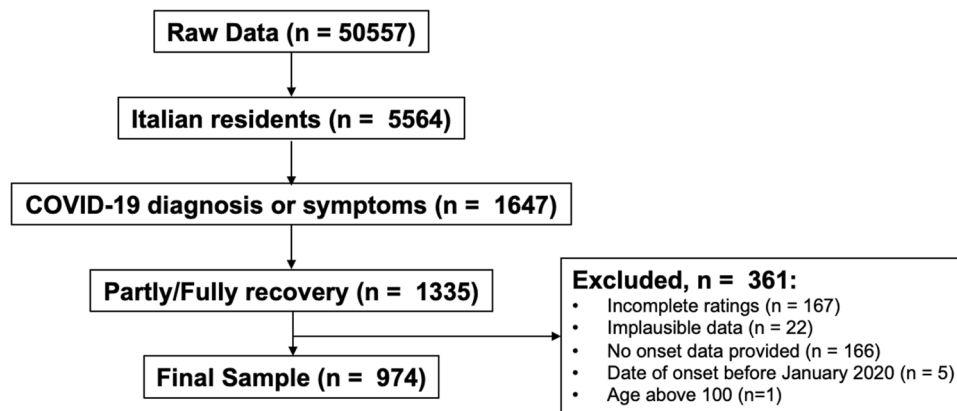 Raw Data (n = 50557)
Italian residents (n =  5564)
COVID-19 diagnosis or symptoms (n =  1647)
Partly/Fully recovery (n =  1335)
Excluded, n =  361:
• Incomplete ratings (n = 167)
• Implausible data (n = 22)
• No onset data provided (n = 166)
• Date of onset before January 2020 (n = 5)
• Age above 100 (n=1)
Final Sample (n =  974)